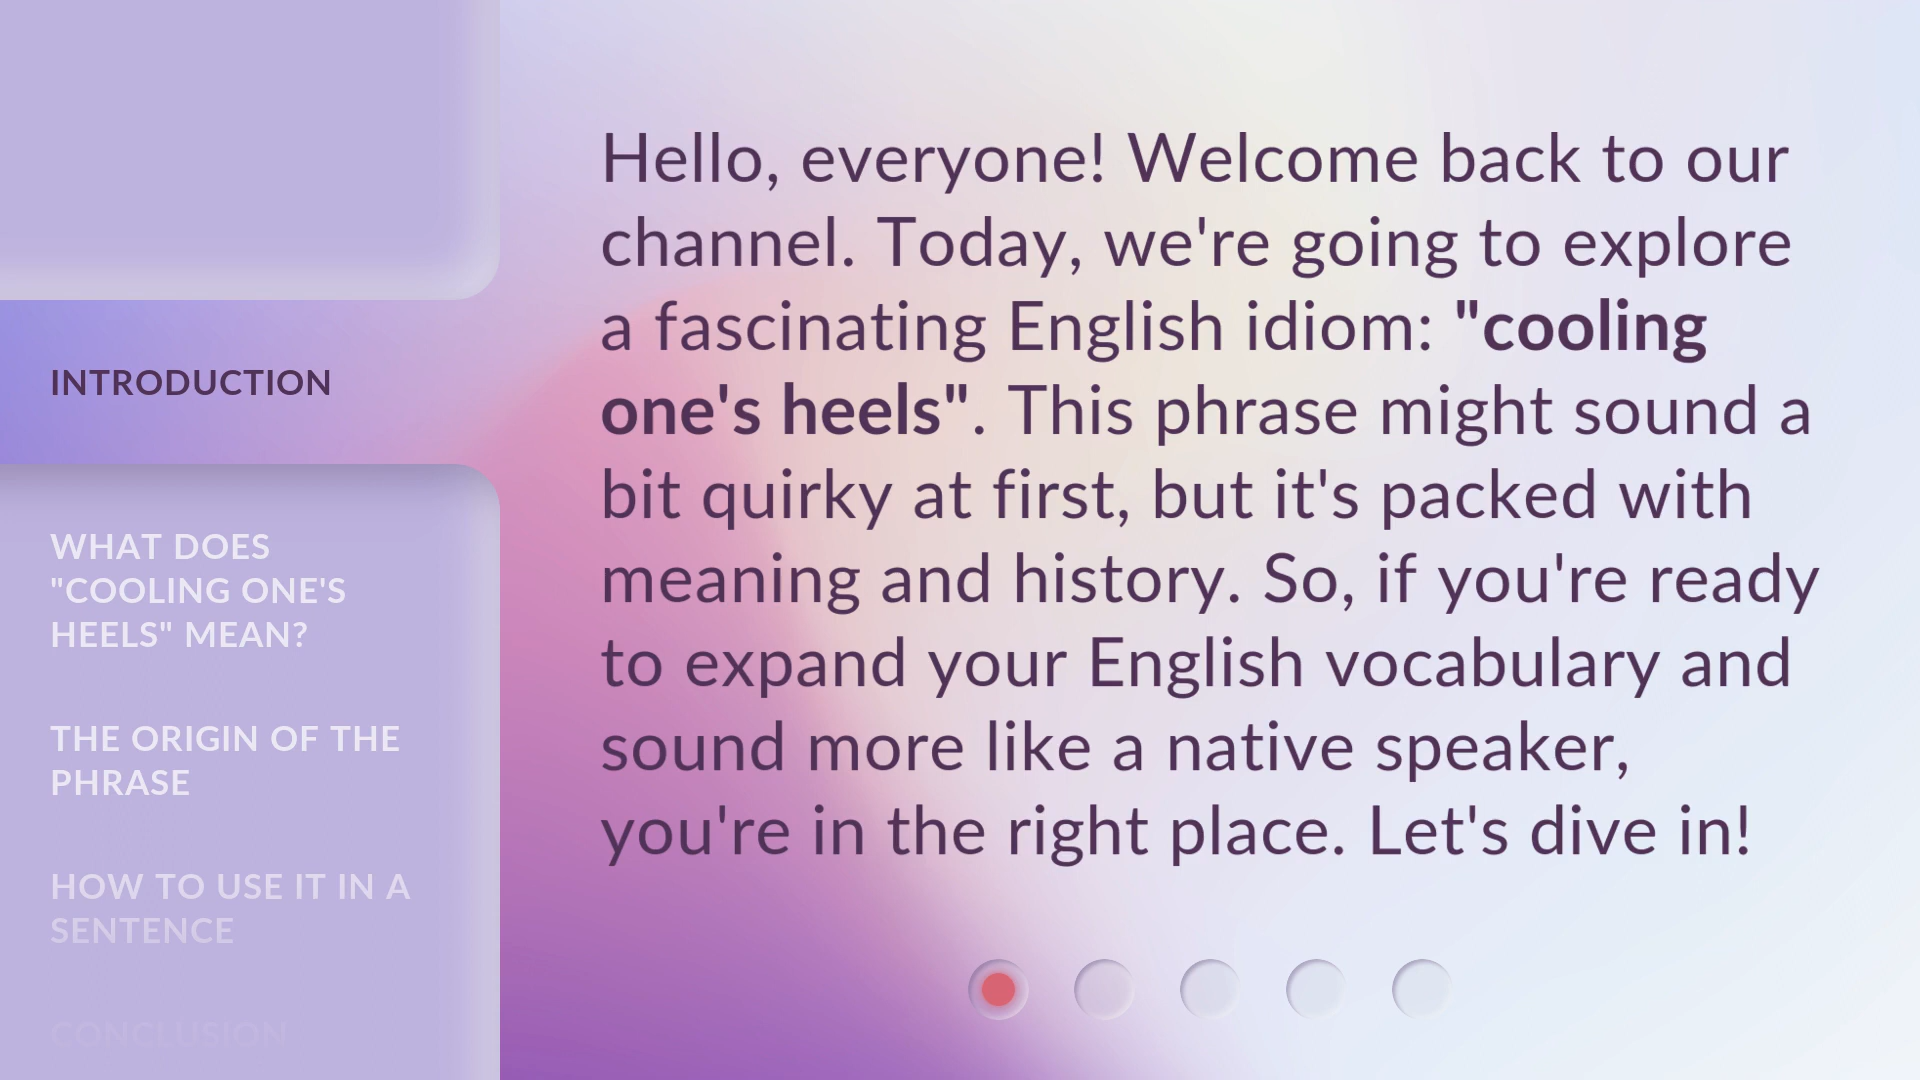 INTRODUCTION
WHAT DOES
"COOLING ONE'S
HEELS" MEAN?
THE ORIGIN OF THE
PHRASE
HOW TO USE IT IN A
SENTENCE
CONCLUSION
Hello, everyone! Welcome back to our
channel. Today, we're going to explore
a fascinating English idiom: "cooling
one's heels". This phrase might sound a
bit quirky at first, but it's packed with
meaning and history. So, if you're ready
to expand your English vocabulary and
sound more like a native speaker,
you're in the right place. Let's dive in!